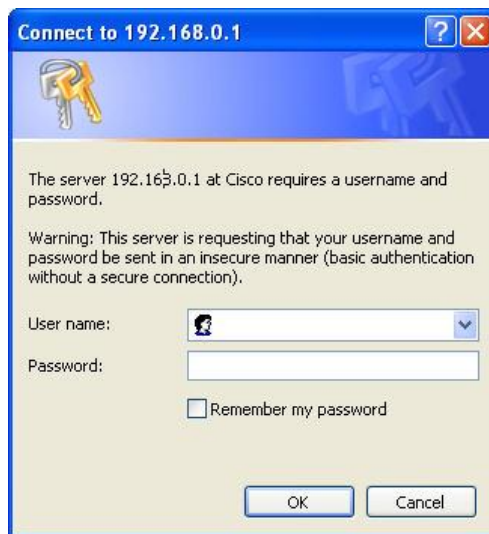 Connect to 192.168.0.1
The server 192.168.0.1 at Cisco requires a username and
password.
Warning: This server is requesting that your username and
password be sent in an insecure manner (basic authentication
without a secure connection).
User name:
Password:
Remember my password
OK
Cancel